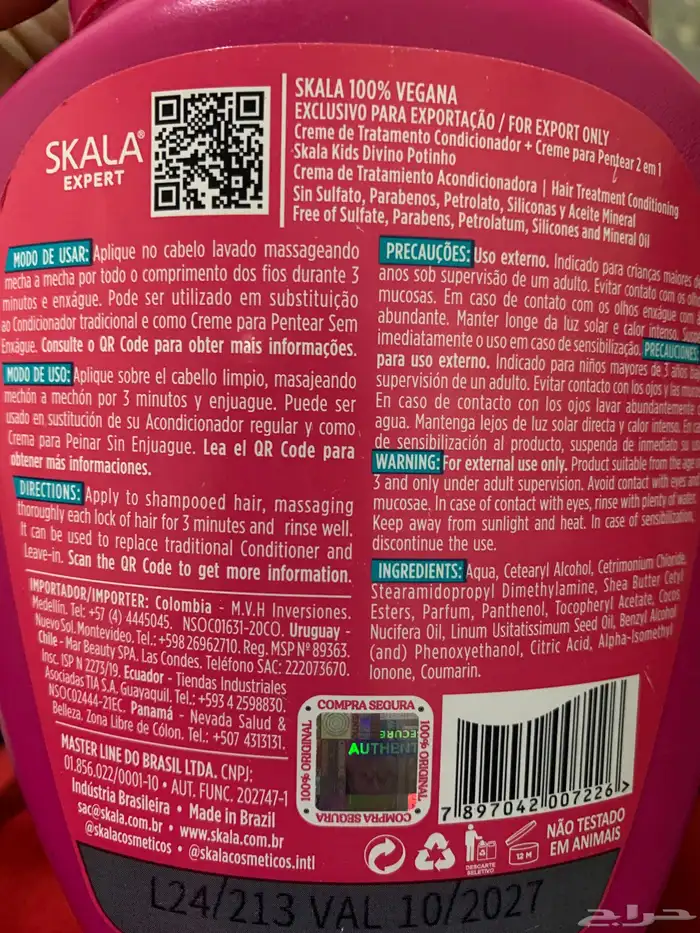 SKALA®
EXPERT
SKALA 100% VEGANA
EXCLUSIVO PARA EXPORTAÇÃO / FOR EXPORT ONLY
Creme de Tratamento Condicionador + Creme para Pentear 2 em 1
Skala Kids Divino Potinho
Crema de Tratamiento Acondicionadora | Hair Treatment Conditioning
Sin Sulfato, Parabenos, Petrolato, Siliconas y Aceite Mineral
Free of Sulfate, Parabens, Petrolatum, Silicones and Mineral Oil
MODO DE USAR: Aplique no cabelo lavado massageando
mecha a mecha por todo o comprimento dos fios durante 3
minutos e enxágue. Pode ser utilizado em substituição
ao Condicionador tradicional e como Creme para Pentear Sem
Enxágue. Consulte o QR Code para obter mais informações.
MODO DE USO: Aplique sobre el cabello limpio, masajeando
mechón a mechón por 3 minutos y enjuague. Puede ser
usado en sustitución de su Acondicionador regular y como
Crema para Peinar Sin Enjuague. Lea el QR Code para
obtener más informaciones.
DIRECTIONS: Apply to shampooed hair, massaging
thoroughly each lock of hair for 3 minutes and rinse well.
It can be used to replace traditional Conditioner and
Leave-in. Scan the QR Code to get more information.
IMPORTADOR/IMPORTER: Colombia - M.V.H Inversiones.
Medellin. Tel: +57 (4) 4445045. NSOC01631-20CO. Uruguay -
Nuevo Sol. Montevideo. Tel.: +598 26962710. Reg. MSP Nº 89363.
Chile - Mar Beauty SPA. Las Condes. Teléfono SAC: 222073670.
Insc. ISP N 2273/19. Ecuador - Tiendas Industriales
Asociadas TIA S.A. Guayaquil. Tel.: +593 4 2598830.
NSOC02444-21EC. Panamá - Nevada Salud &
Belleza. Zona Libre de Cólon. Tel.: +507 4313131.
MASTER LINE DO BRASIL LTDA. CNPJ:
01.856.022/0001-10 • AUT. FUNC. 202747-1
Indústria Brasileira • Made in Brazil
sac@skala.com.br • www.skala.com.br
@skalacosmeticos • @skalacosmeticos.intl
PRECAUÇÕES: Uso externo. Indicado para crianças maiores
anos sob supervisão de um adulto. Evitar contato com os
mucosas. Em caso de contato com os olhos enxágue com
abundante. Manter longe da luz solar e calor intenso.
imediatamente o uso em caso de sensibilização. PRECAUCIONES:
para uso externo. Indicado para niños mayores de 3 años
supervisión de un adulto. Evitar contacto con los ojos y las
En caso de contacto con los ojos lavar abundantemente
agua. Mantenga lejos de luz solar directa y calor intenso. En
de sensibilización al producto, suspenda de inmediato su
WARNING: For external use only. Product suitable from the age
3 and only under adult supervision. Avoid contact with eyes and
mucosae. In case of contact with eyes, rinse with plenty of
Keep away from sunlight and heat. In case of sensibilization
discontinue the use.
INGREDIENTS: Aqua, Cetearyl Alcohol, Cetrimonium Chloride,
Stearamidopropyl Dimethylamine, Shea Butter Cetyl
Esters, Parfum, Panthenol, Tocopheryl Acetate, Cocos
Nucifera Oil, Linum Usitatissimum Seed Oil, Benzyl Alcohol
(and) Phenoxyethanol, Citric Acid, Alpha-Isomethyl
Ionone, Coumarin.
COMPRA SEGURA
100% ORIGINAL
ECURE
AUTHENT
100% ORIGINAL
COMPRA SEGURA
7 897042 007226
DESCARTE
SELETIVO
12 M
NÃO TESTADO
EM ANIMAIS
L24/213 VAL 10/2027
حراج